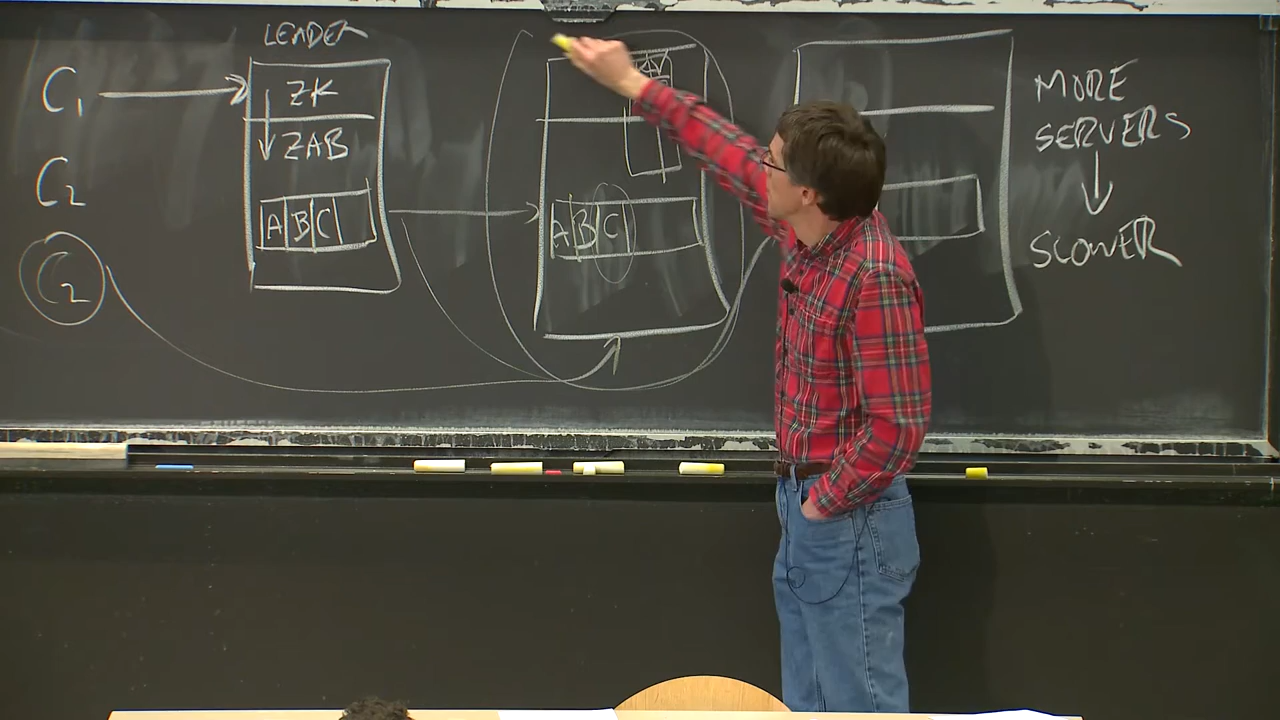 LEADER
C1
ZK
ZAB
C2
A B C
C2
A B C
MORE
SERVERS
SLOWER